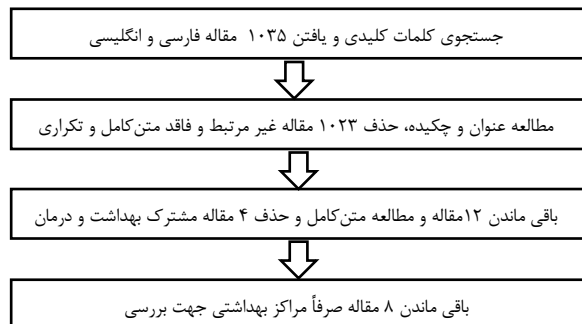 جستجوی کلمات کلیدی و یافتن ۱۰۳۵ مقاله فارسی و انگلیسی
مطالعه عنوان و چکیده، حذف ۱۰۲۳ مقاله غیر مرتبط و فاقد متن‌کامل و تکراری
باقی ماندن ۱۲مقاله و مطالعه متن‌کامل و حذف ۴ مقاله مشترک بهداشت و درمان
باقی ماندن ۸ مقاله صرفاً مراکز بهداشتی جهت بررسی